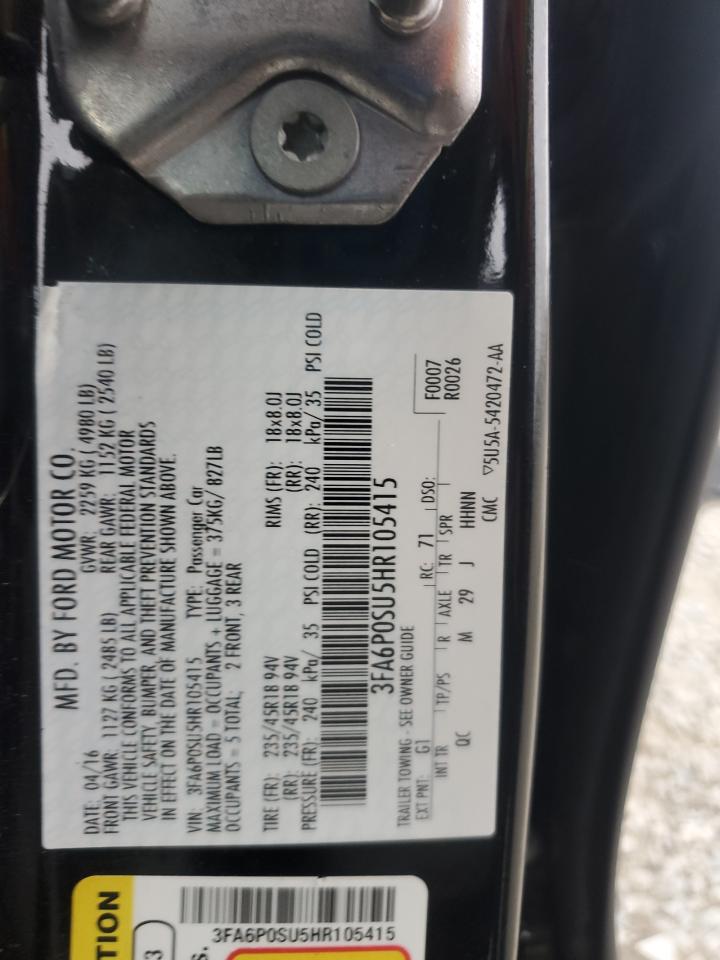 MFD. BY FORD MOTOR CO.
DATE: 04/16 GVWR: 2259 KG ( 4980 LB)
FRONT GAWR: 1127 KG ( 2485 LB) REAR GAWR: 1152 KG ( 2540 LB)
THIS VEHICLE CONFORMS TO ALL APPLICABLE FEDERAL MOTOR
VEHICLE SAFETY, BUMPER, AND THEFT PREVENTION STANDARDS
IN EFFECT ON THE DATE OF MANUFACTURE SHOWN ABOVE.
VIN: 3FA6P0SU5HR105415 TYPE: Passenger Car
MAXIMUM LOAD = OCCUPANTS + LUGGAGE = 375KG/ 827LB
OCCUPANTS = 5 TOTAL; 2 FRONT, 3 REAR
TIRE (FR): 235/45R18 94V RIMS (FR): 18x8.0J
(RR): 235/45R18 94V (RR): 18x8.0J
PRESSURE (FR): 240 kPa/ 35 PSI COLD (RR): 240 kPa/ 35 PSI COLD
3FA6P0SU5HR105415
TRAILER TOWING - SEE OWNER GUIDE
EXT PNT: G1 RC: 71 DSO: F0007
R0026
INT TR TP/PS R AXLE TR SPR
QC M 29 J HHNN
CMC ▽5U5A-5420472-AA
TION
3
s.
3FA6P0SU5HR105415